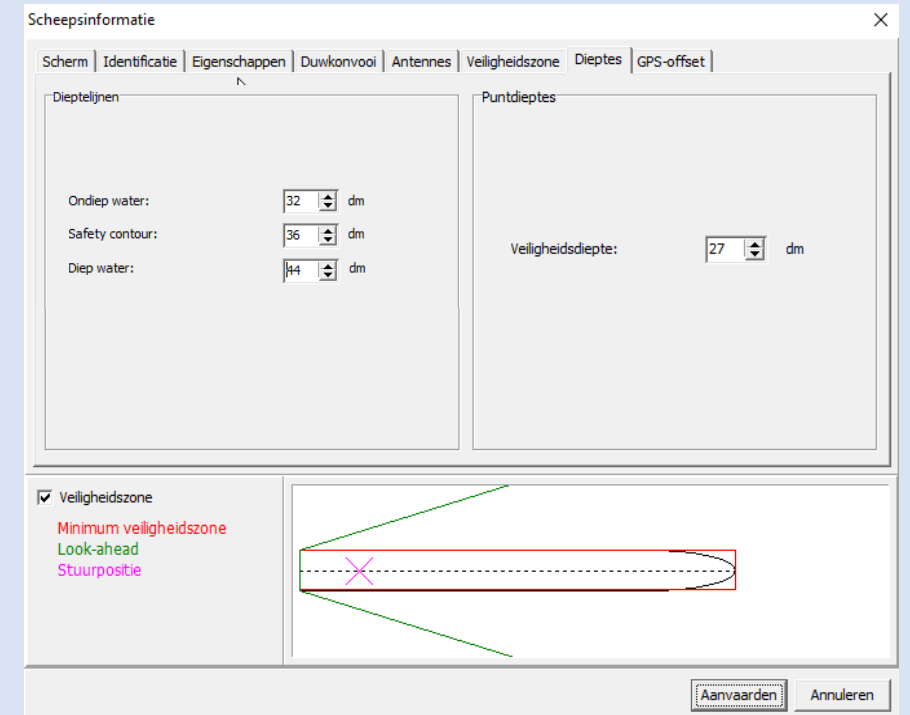 Scheepsinformatie
Scherm Identificatie Eigenschappen Duwkonvooi Antennes Veiligheidszone Dieptes GPS-offset
Dieptelijnen
Ondiep water: 32 dm
Safety contour: 36 dm
Diep water: 44 dm
Puntdieptes
Veiligheidsdiepte: 27 dm
Veiligheidszone
Minimum veiligheidszone
Look-ahead
Stuurpositie
Aanvaarden Annuleren